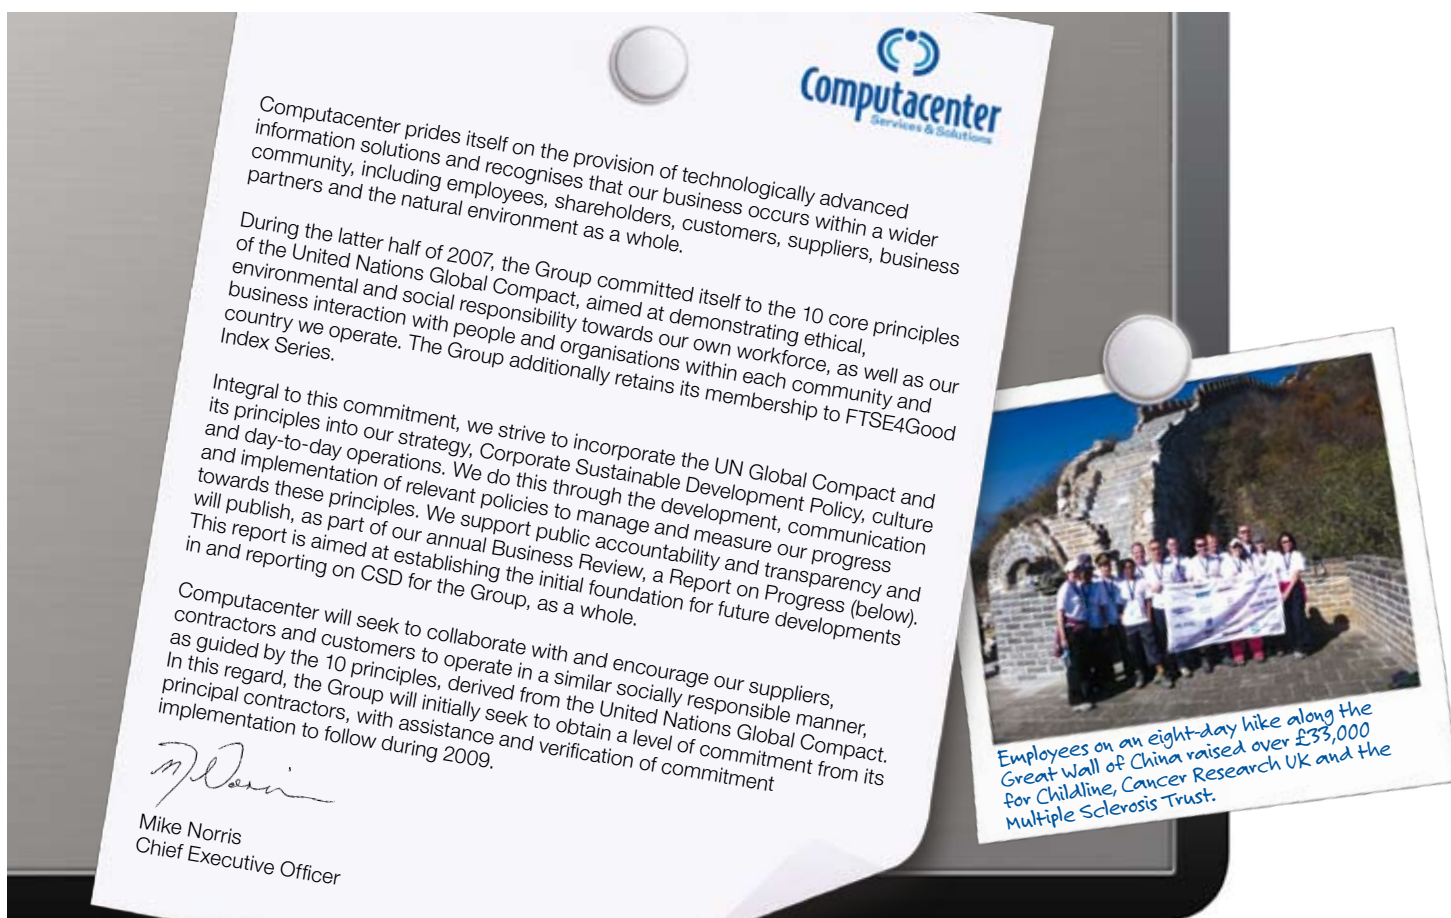 Computacenter
Services & Solutions
Computacenter prides itself on the provision of technologically advanced
information solutions and recognises that our business occurs within a wider
community, including employees, shareholders, customers, suppliers, business
partners and the natural environment as a whole.
During the latter half of 2007, the Group committed itself to the 10 core principles
of the United Nations Global Compact, aimed at demonstrating ethical,
environmental and social responsibility towards our own workforce, as well as our
business interaction with people and organisations within each community and
country we operate. The Group additionally retains its membership to FTSE4Good
Index Series.
Integral to this commitment, we strive to incorporate the UN Global Compact and
its principles into our strategy, Corporate Sustainable Development Policy, culture
and day-to-day operations. We do this through the development, communication
and implementation of relevant policies to manage and measure our progress
towards these principles. We support public accountability and transparency and
will publish, as part of our annual Business Review, a Report on Progress (below).
This report is aimed at establishing the initial foundation for future developments
in and reporting on CSD for the Group, as a whole.
Computacenter will seek to collaborate with and encourage our suppliers,
contractors and customers to operate in a similar socially responsible manner,
as guided by the 10 principles, derived from the United Nations Global Compact.
In this regard, the Group will initially seek to obtain a level of commitment from its
principal contractors, with assistance and verification of commitment
implementation to follow during 2009.
Mike Norris
Chief Executive Officer
Employees on an eight-day hike along the
Great Wall of China raised over £33,000
for Childline, Cancer Research UK and the
Multiple Sclerosis Trust.